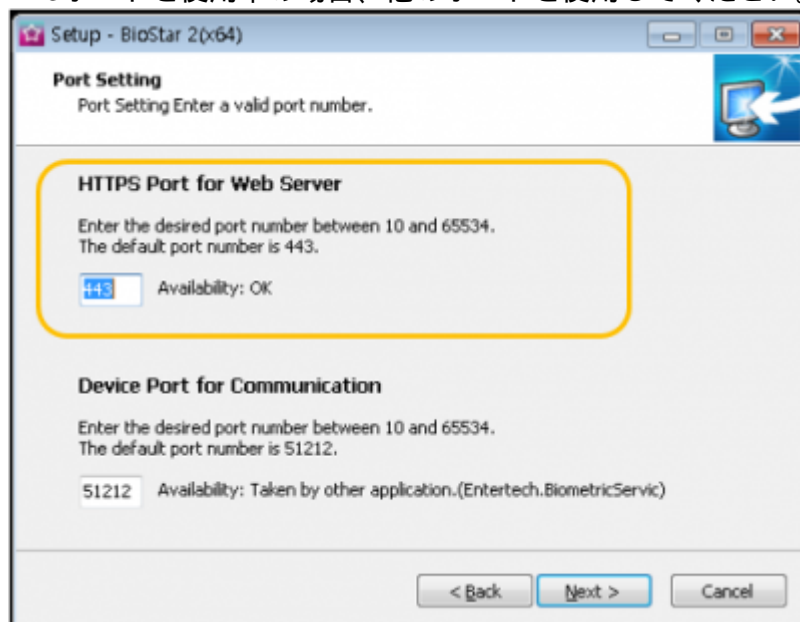 Setup - BioStar 2(x64)
Port Setting
Port Setting Enter a valid port number.
HTTPS Port for Web Server
Enter the desired port number between 10 and 65534.
The default port number is 443.
443 Availability: OK
Device Port for Communication
Enter the desired port number between 10 and 65534.
The default port number is 51212.
51212 Availability: Taken by other application.(Entertech.BiometricServic)
< Back Next > Cancel